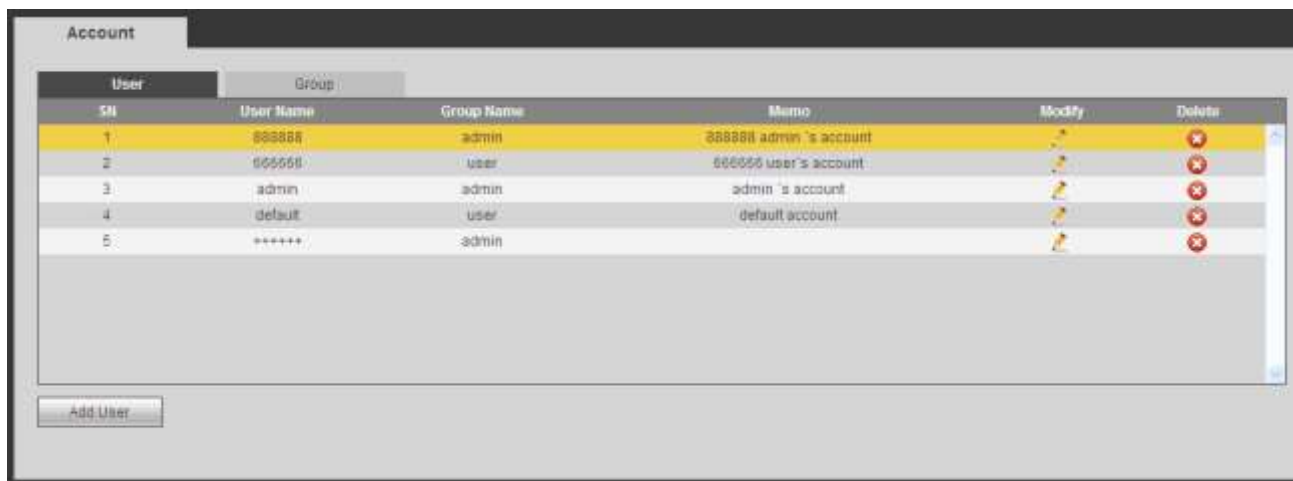 Account
User Group
SN User Name Group Name Memo Modify Delete
1 888888 admin 888888 admin 's account
2 666666 user 666666 user's account
3 admin admin admin 's account
4 default user default account
5 ++++++ admin
Add User